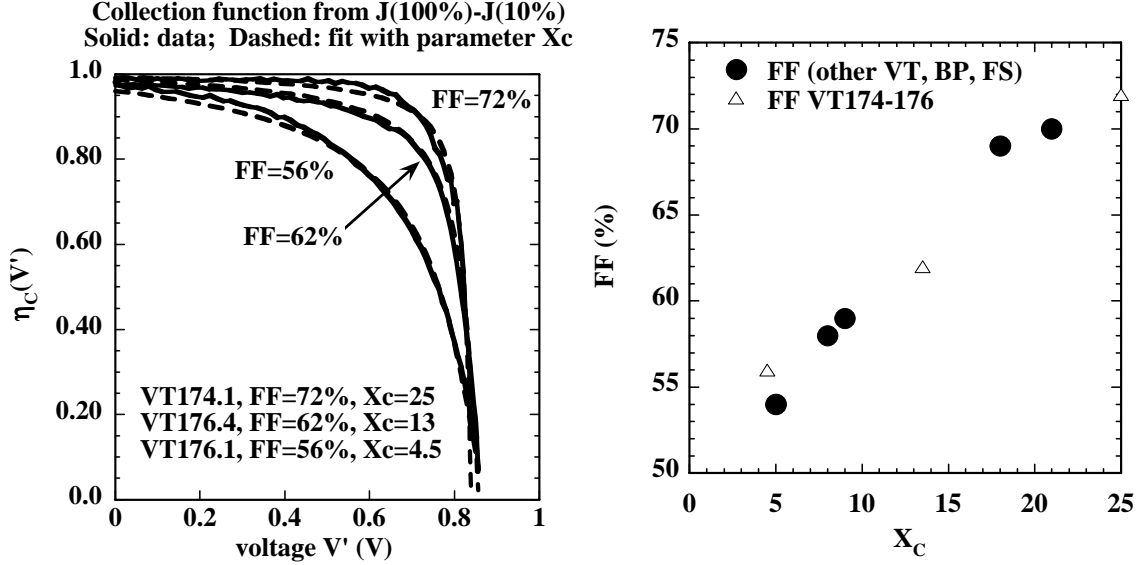 Collection function from J(100%)-J(10%)
Solid: data; Dashed: fit with parameter Xc
1.0
0.80
0.60
0.40
0.20
0.0
ηC(V')
FF=72%
FF=56%
FF=62%
VT174.1, FF=72%, Xc=25
VT176.4, FF=62%, Xc=13
VT176.1, FF=56%, Xc=4.5
0 0.2 0.4 0.6 0.8 1
voltage V' (V)
75
70
65
60
55
50
FF (%)
FF (other VT, BP, FS)
FF VT174-176
0 5 10 15 20 25
XC